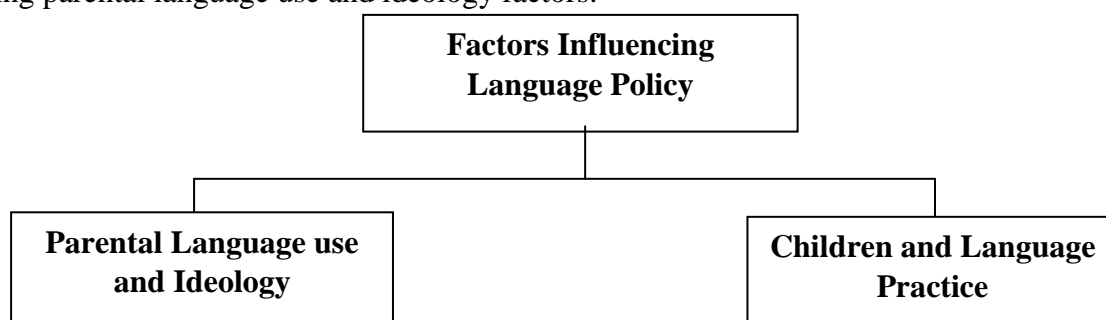 ng parental language use and ideology factors.
Factors Influencing
Language Policy
Parental Language use
and Ideology
Children and Language
Practice